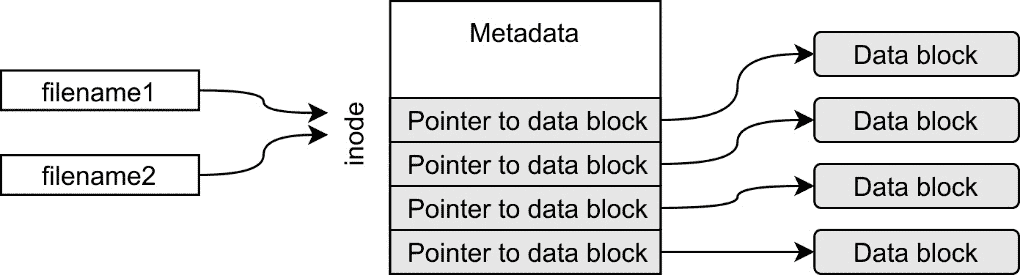 filename1
filename2
inode
Metadata
Pointer to data block
Pointer to data block
Pointer to data block
Pointer to data block
Data block
Data block
Data block
Data block